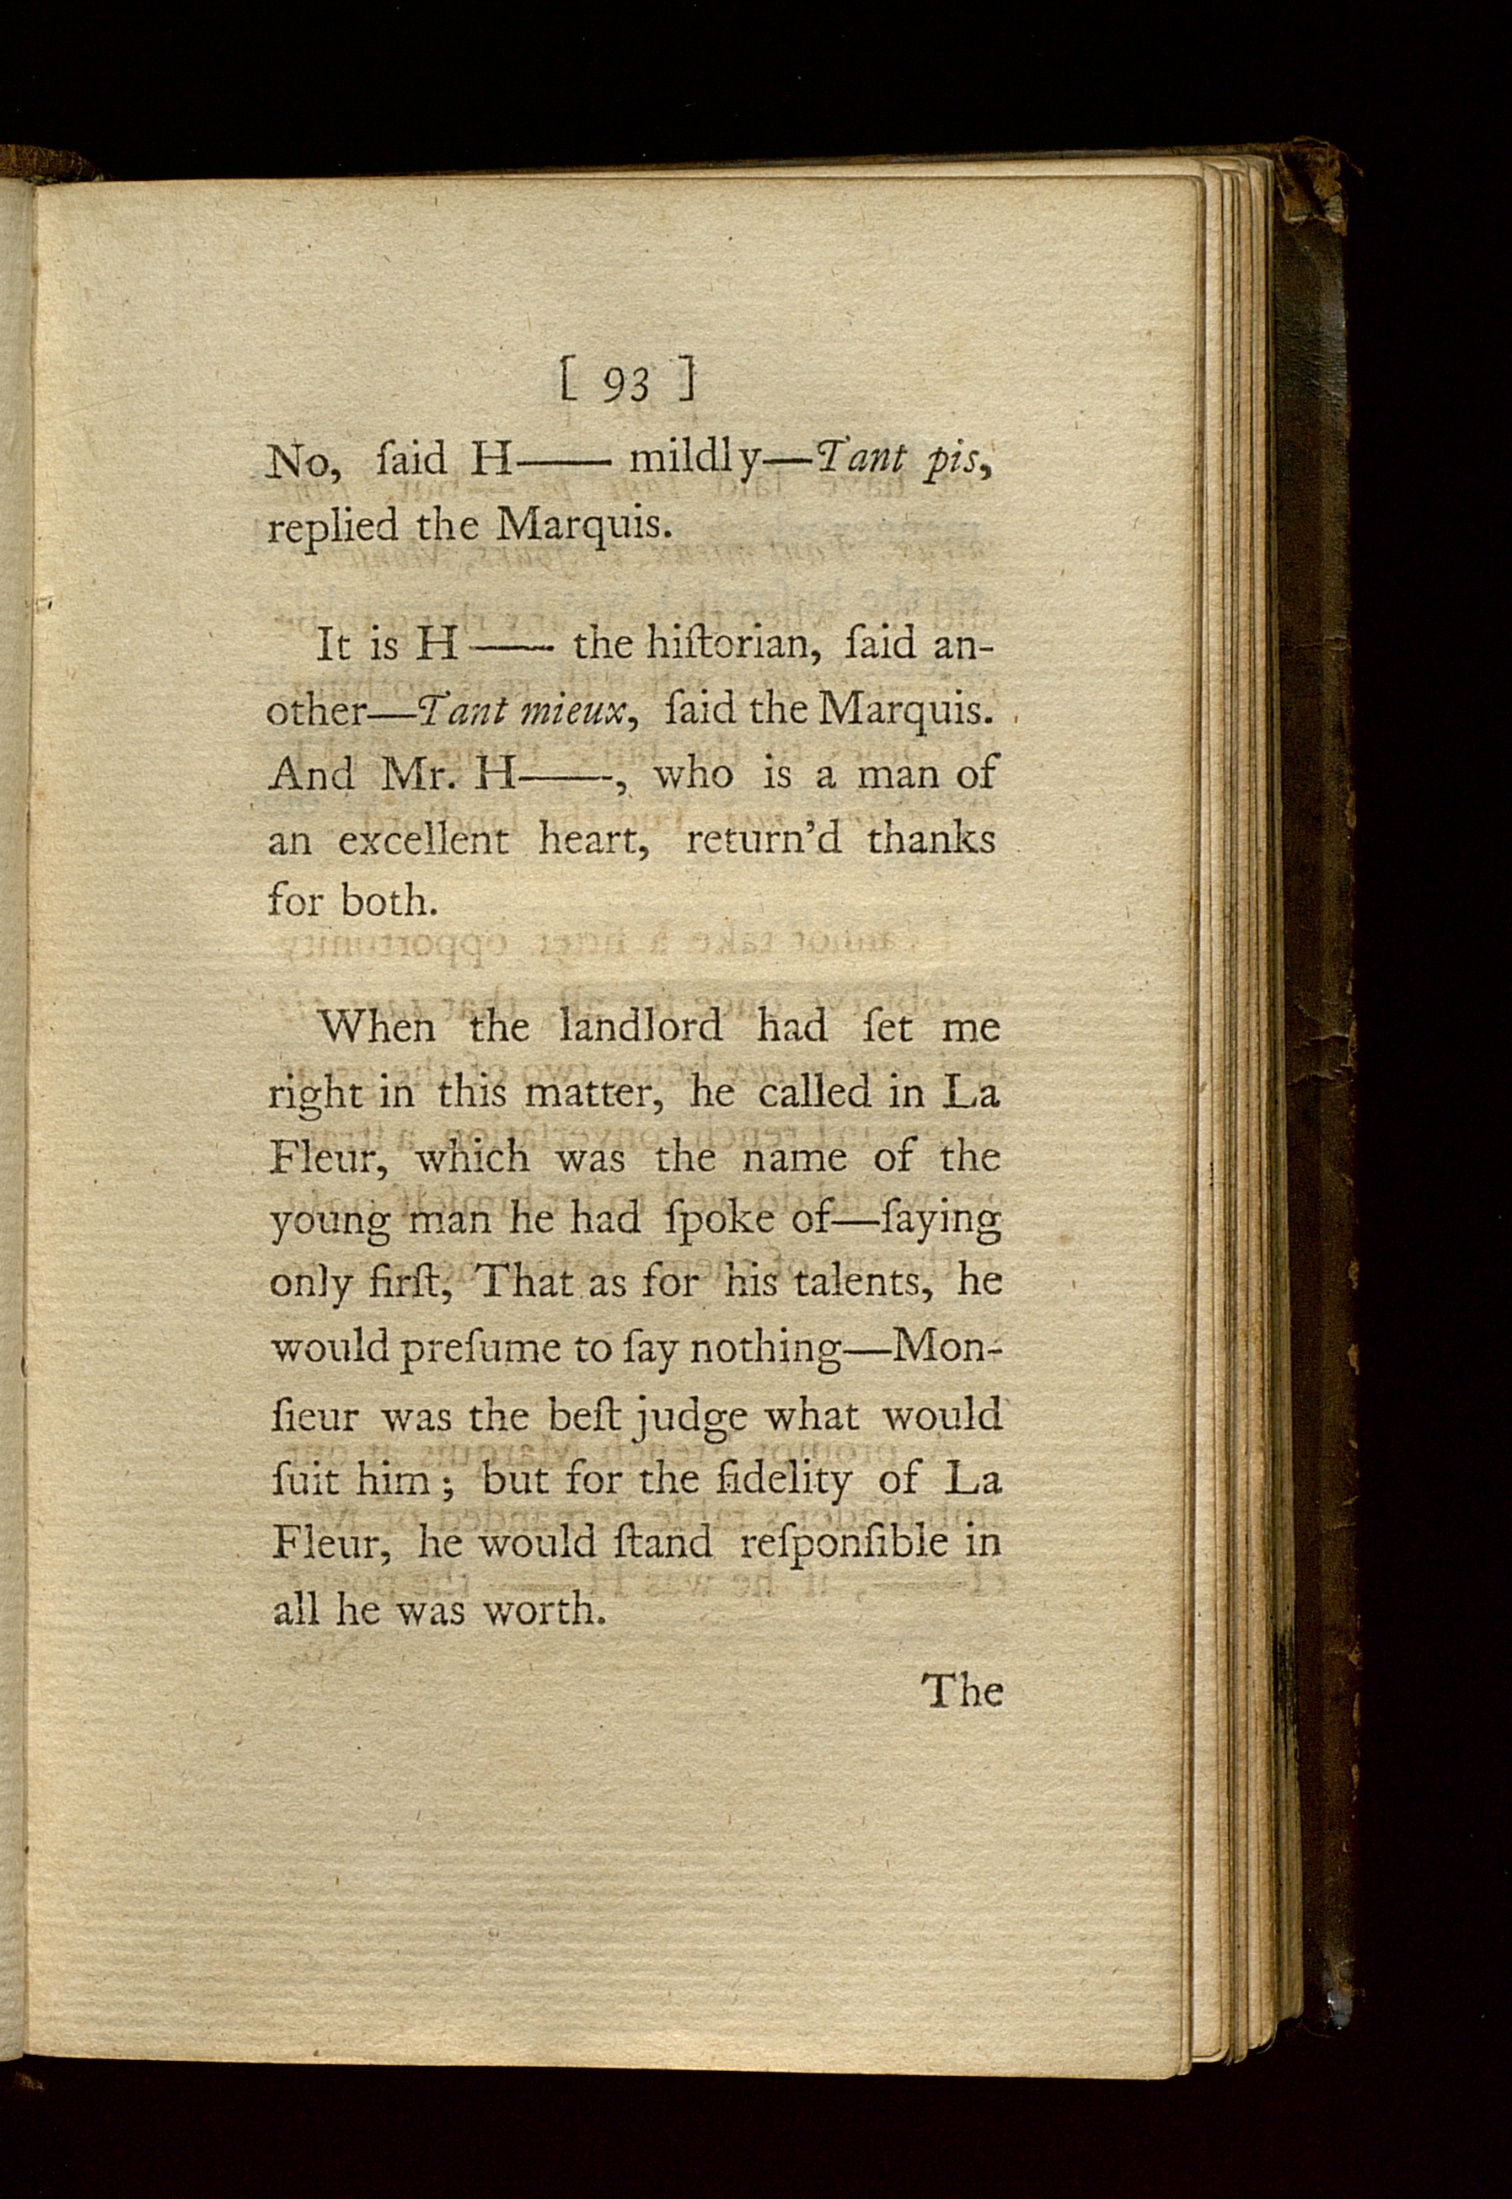 [ 93 ]
No, ſaid H—— mildly—Tant pis,
replied the Marquis.
It is H—— the hiſtorian, ſaid an-
other—Tant mieux, ſaid the Marquis.
And Mr. H——, who is a man of
an excellent heart, return'd thanks
for both.
When the landlord had ſet me
right in this matter, he called in La
Fleur, which was the name of the
young man he had ſpoke of—ſaying
only firſt, That as for his talents, he
would preſume to ſay nothing—Mon-
ſieur was the beſt judge what would
ſuit him; but for the fidelity of La
Fleur, he would ſtand reſponſible in
all he was worth.
The